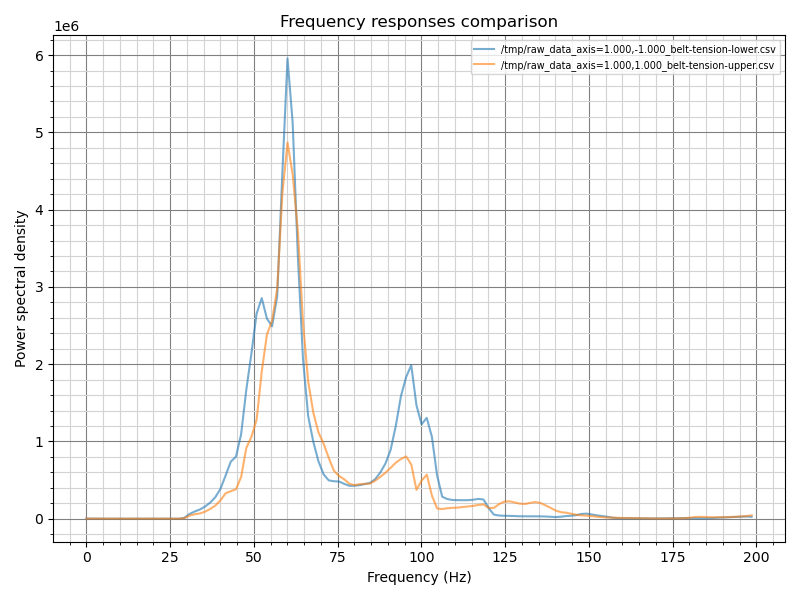 Frequency responses comparison
1e6
/tmp/raw_data_axis=1.000,-1.000_belt-tension-lower.csv
/tmp/raw_data_axis=1.000,1.000_belt-tension-upper.csv
6
5
4
3
2
1
0
Power spectral density
0 25 50 75 100 125 150 175 200
Frequency (Hz)